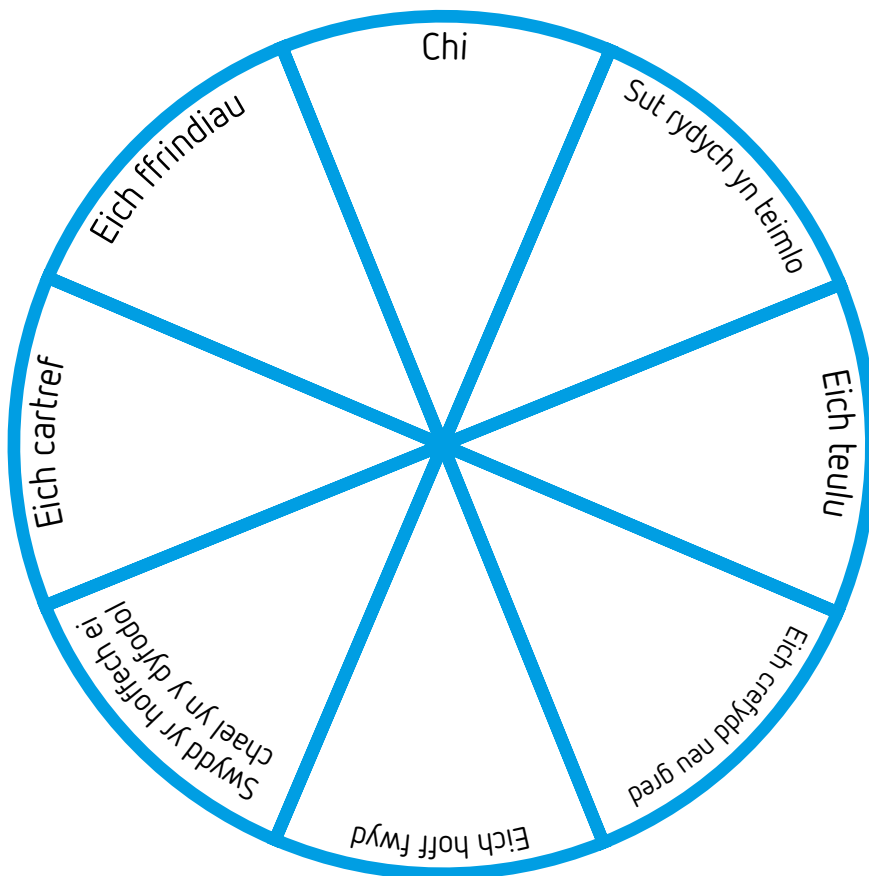 Chi
Sut rydych yn teimlo
Eich teulu
Eich crefydd neu gred
Eich hoff fwyd
Swydd yr hoffech ei
chael yn y dyfodol
Eich cartref
Eich ffrindiau